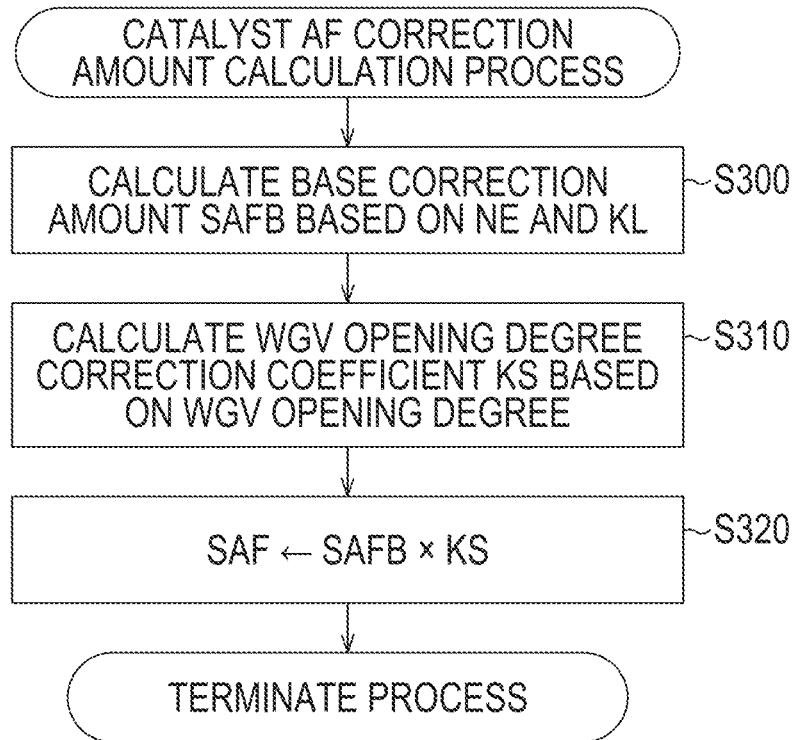 CATALYST AF CORRECTION
AMOUNT CALCULATION PROCESS
CALCULATE BASE CORRECTION
AMOUNT SAFB BASED ON NE AND KL
S300
CALCULATE WGV OPENING DEGREE
CORRECTION COEFFICIENT KS BASED
ON WGV OPENING DEGREE
S310
SAF ← SAFB × KS
S320
TERMINATE PROCESS